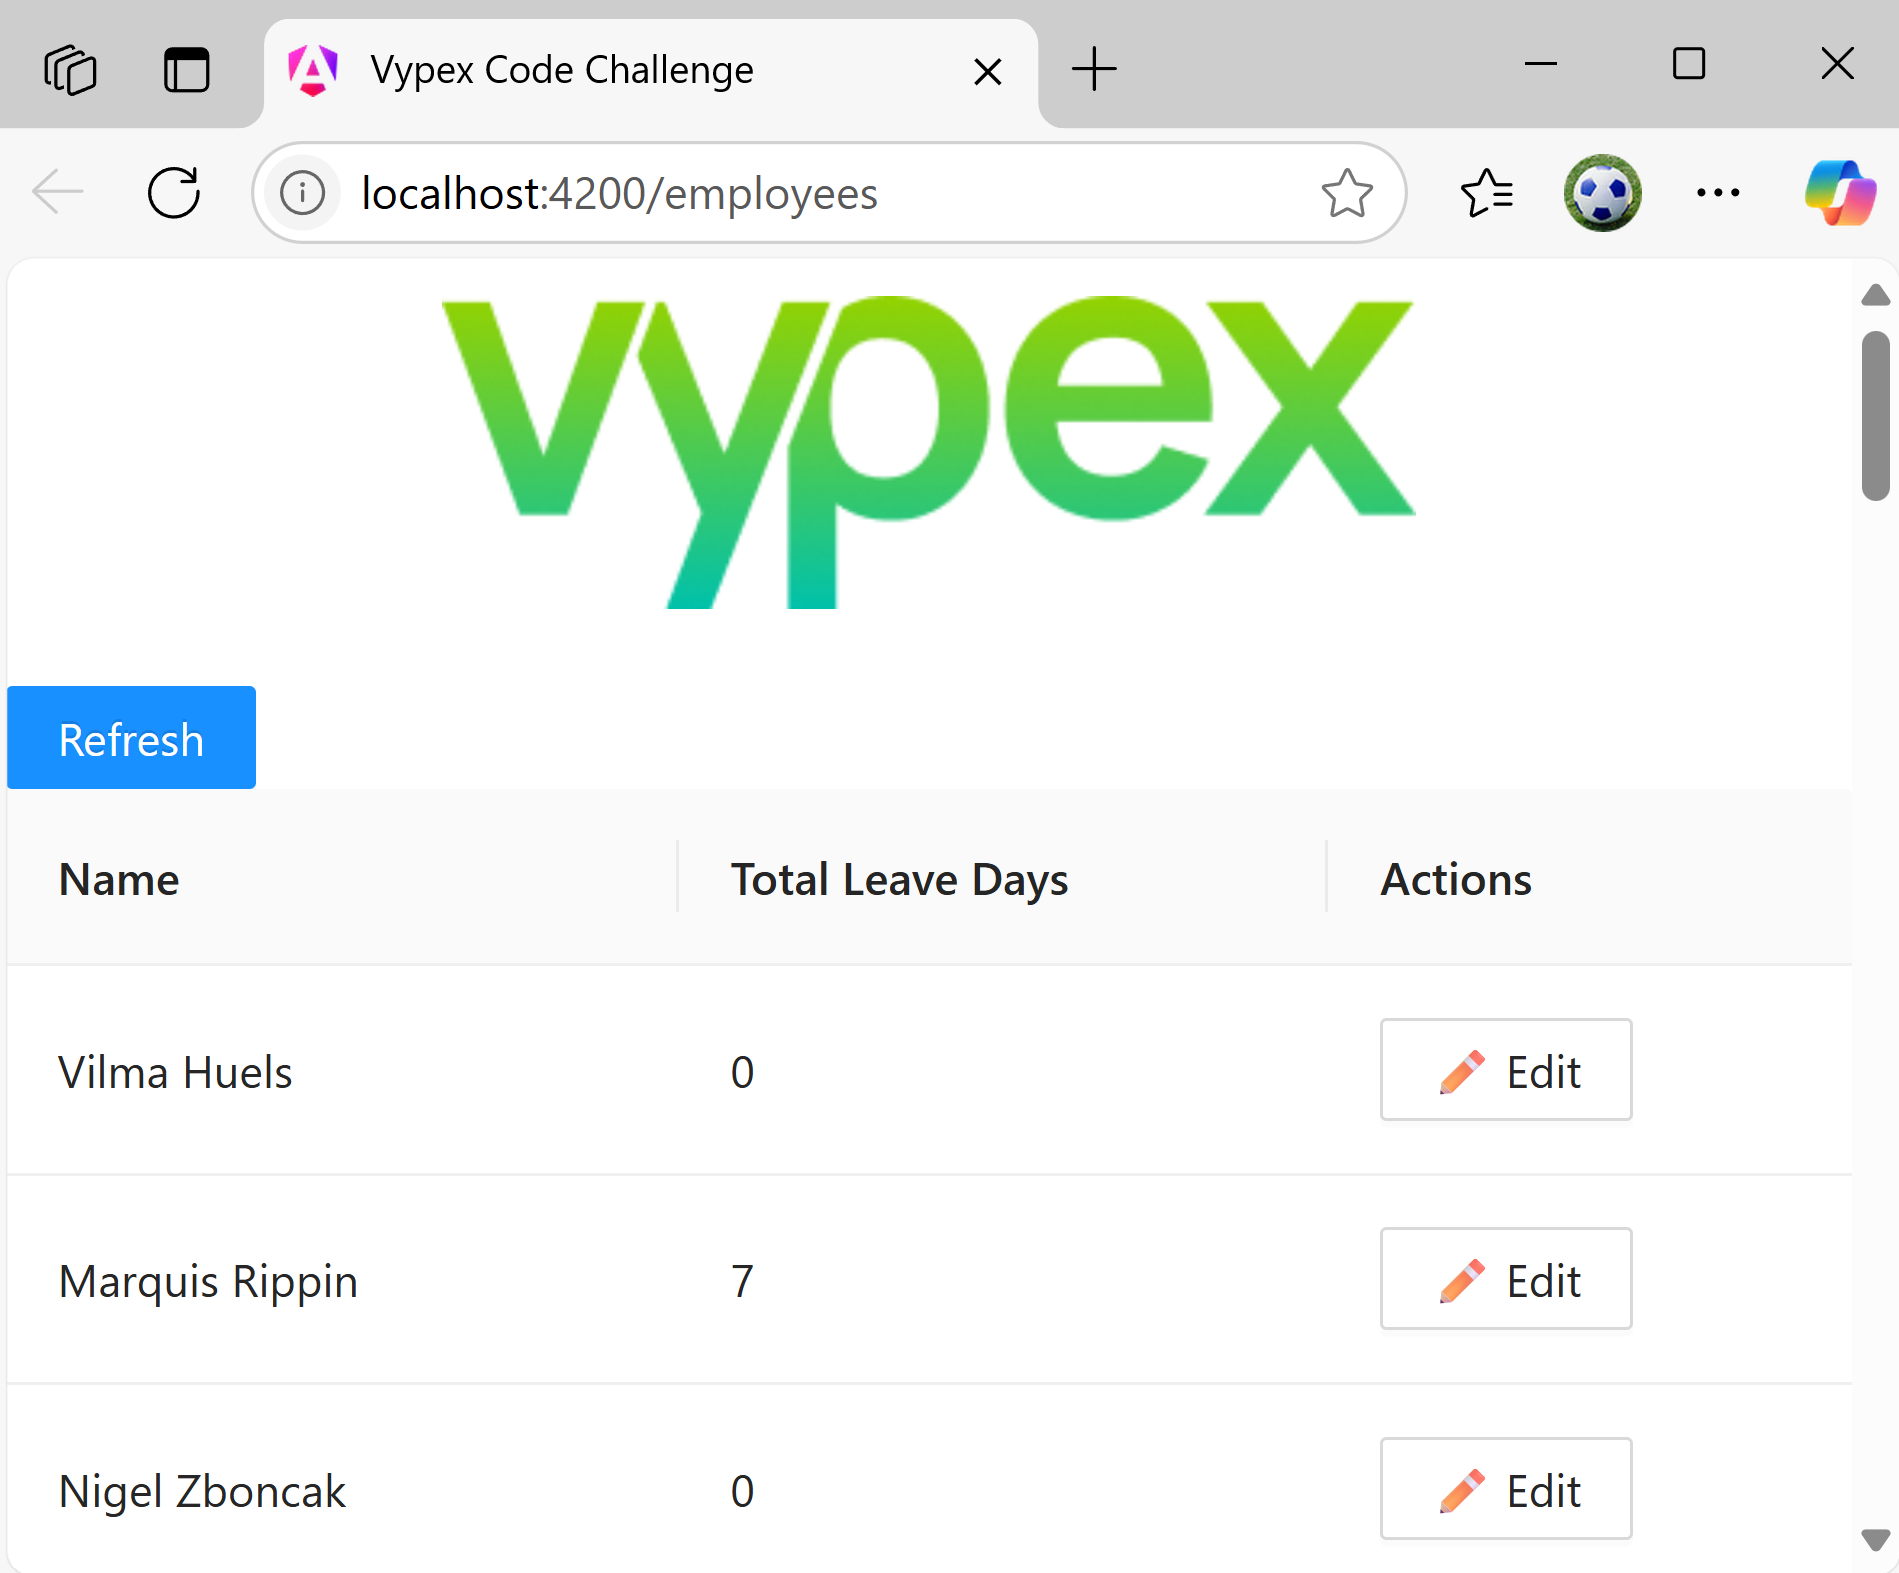 Vypex Code Challenge
localhost:4200/employees
vypex
Refresh
Name Total Leave Days Actions
Vilma Huels 0 Edit
Marquis Rippin 7 Edit
Nigel Zboncak 0 Edit